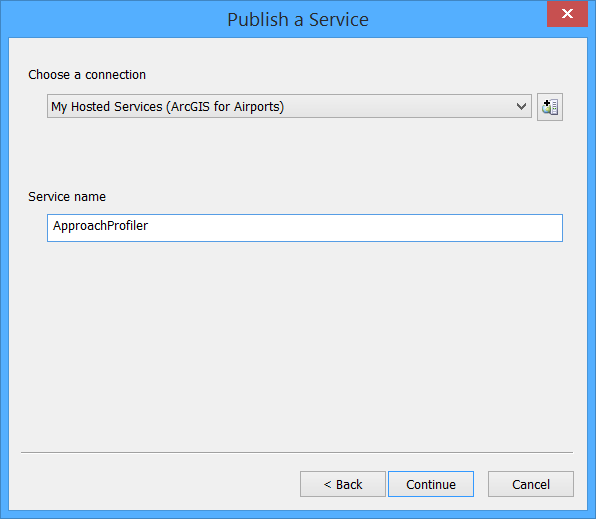 Publish a Service
Choose a connection
My Hosted Services (ArcGIS for Airports)
Service name
ApproachProfiler
< Back Continue Cancel